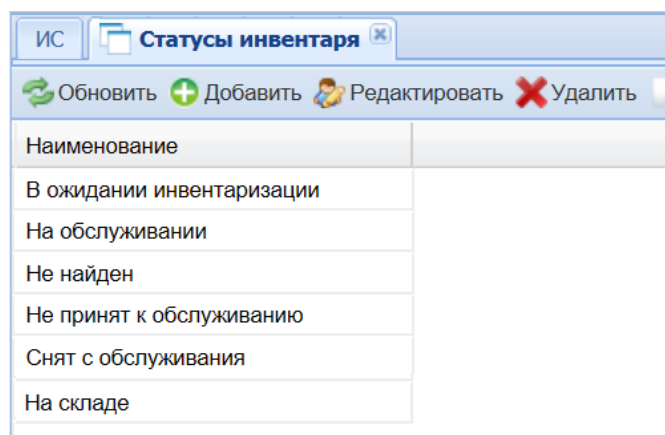 ИС Статусы инвентаря
Обновить Добавить Редактировать Удалить
Наименование
В ожидании инвентаризации
На обслуживании
Не найден
Не принят к обслуживанию
Снят с обслуживания
На складе